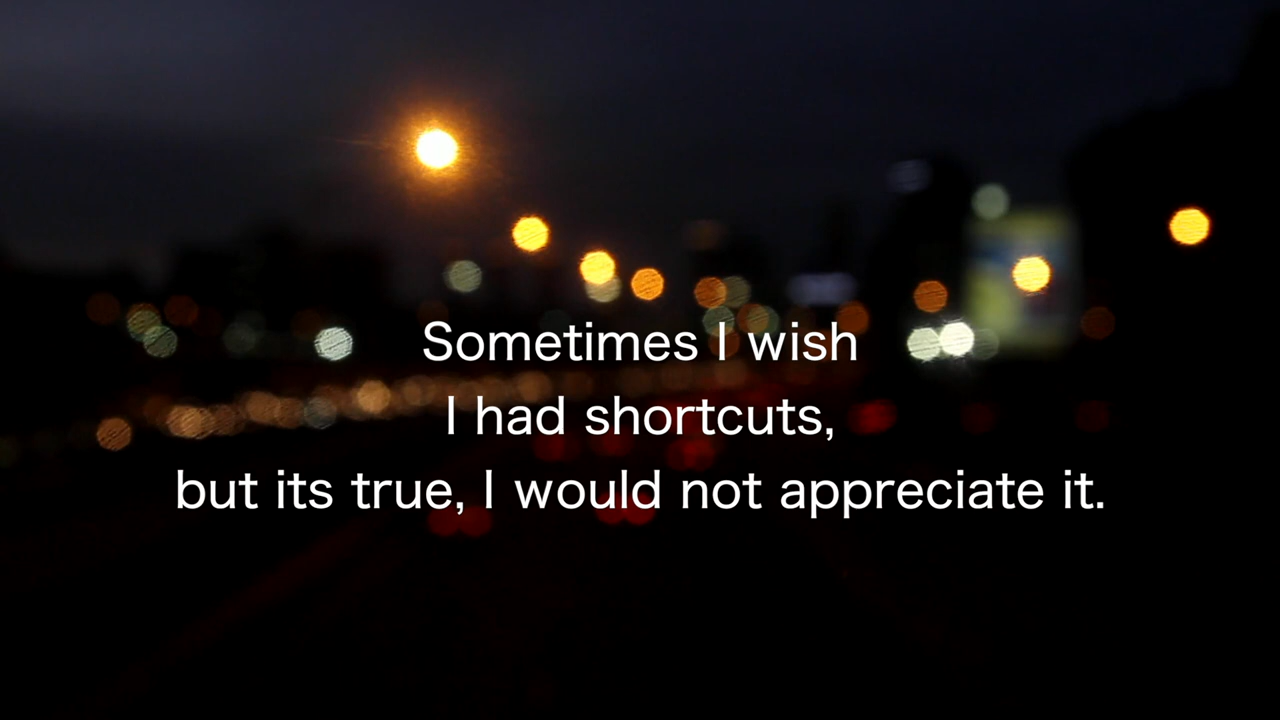 Sometimes I wish
I had shortcuts,
but its true, I would not appreciate it.